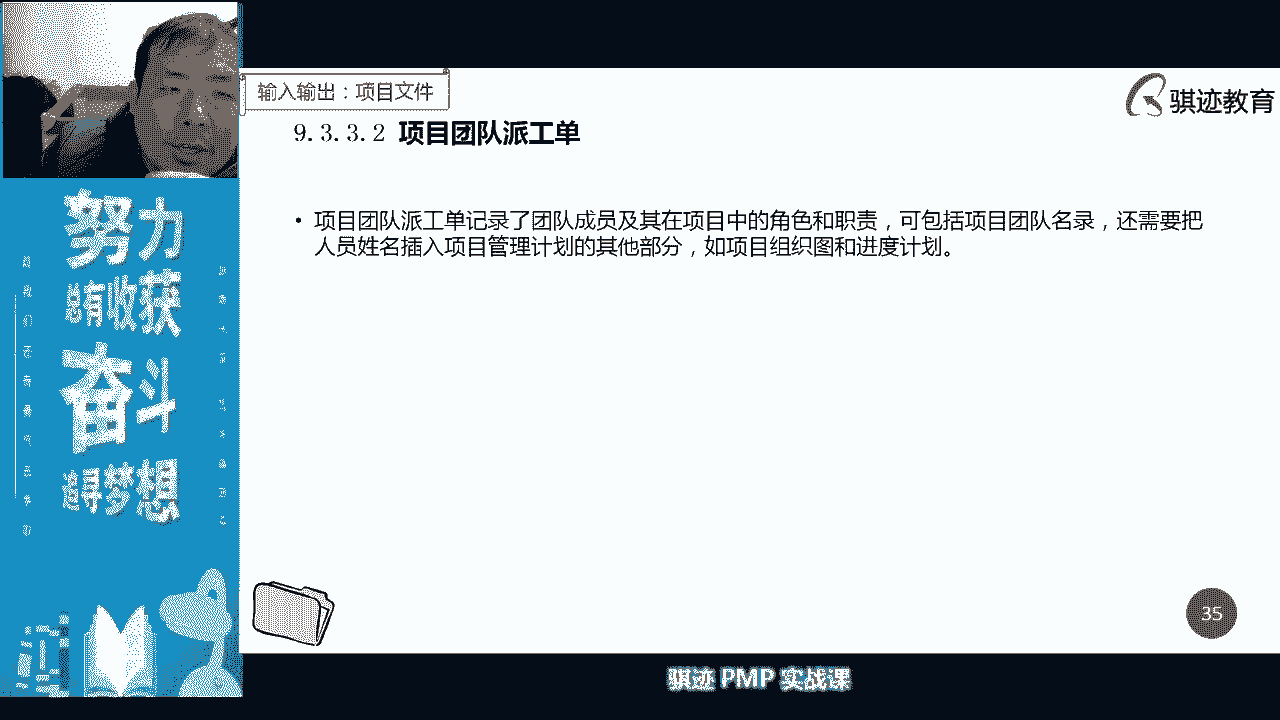 输入输出：项目文件
骐迹教育
9.3.3.2 项目团队派工单
• 项目团队派工单记录了团队成员及其在项目中的角色和职责，可包括项目团队名录，还需要把
人员姓名插入项目管理计划的其他部分，如项目组织图和进度计划。
努力
总有收获
奋斗
追寻梦想
35
骐迹 PMP 实战课